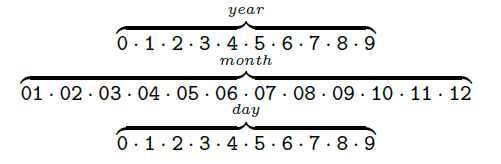 year
0 · 1 · 2 · 3 · 4 · 5 · 6 · 7 · 8 · 9
month
01 · 02 · 03 · 04 · 05 · 06 · 07 · 08 · 09 · 10 · 11 · 12
day
0 · 1 · 2 · 3 · 4 · 5 · 6 · 7 · 8 · 9